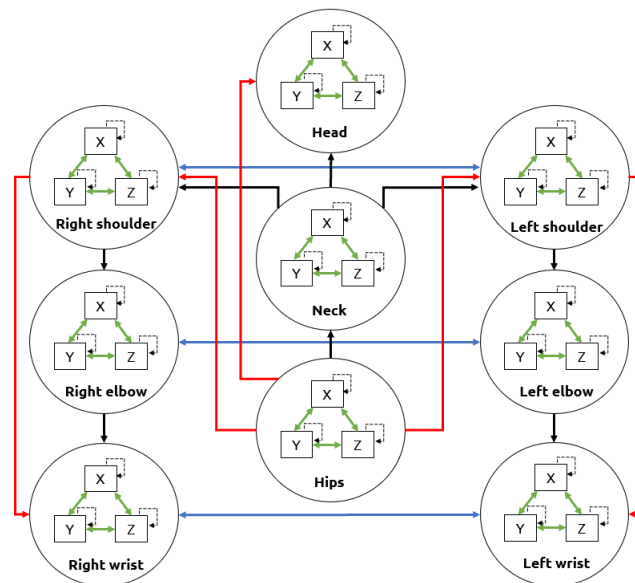 X
Y Z
Head
X
Y Z
Right shoulder
X
Y Z
Left shoulder
X
Y Z
Neck
X
Y Z
Right elbow
X
Y Z
Left elbow
X
Y Z
Hips
X
Y Z
Right wrist
X
Y Z
Left wrist